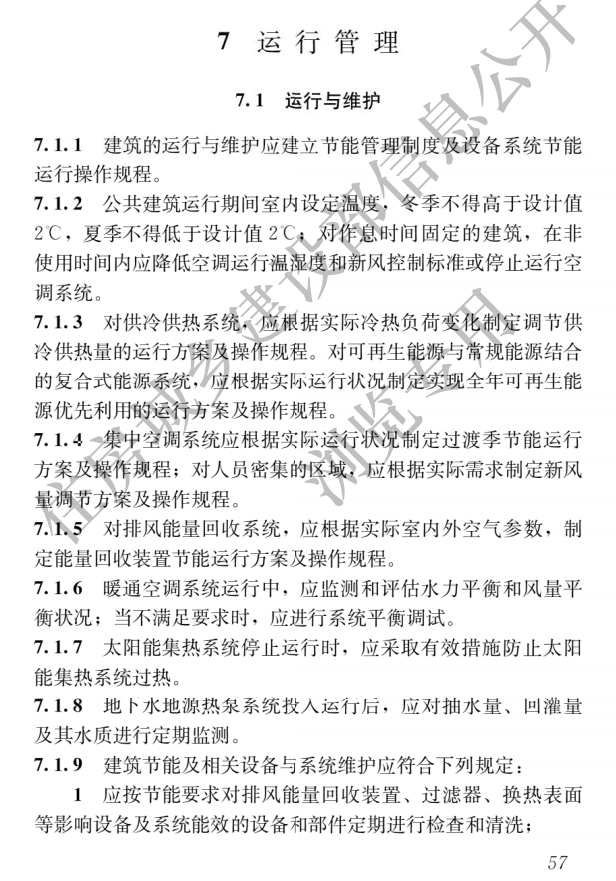 7 运行管理
7.1 运行与维护
7.1.1 建筑的运行与维护应建立节能管理制度及设备系统节能
运行操作规程。
7.1.2 公共建筑运行期间室内设定温度，冬季不得高于设计值
2℃，夏季不得低于设计值 2℃；对作息时间固定的建筑，在非
使用时间内应降低空调运行温湿度和新风控制标准或停止运行空
调系统。
7.1.3 对供冷供热系统，应根据实际冷热负荷变化制定调节供
冷供热量的运行方案及操作规程。对可再生能源与常规能源结合
的复合式能源系统，应根据实际运行状况制定实现全年可再生能
源优先利用的运行方案及操作规程。
7.1.4 集中空调系统应根据实际运行状况制定过渡季节能运行
方案及操作规程；对人员密集的区域，应根据实际需求制定新风
量调节方案及操作规程。
7.1.5 对排风能量回收系统，应根据实际室内外空气参数，制
定能量回收装置节能运行方案及操作规程。
7.1.6 暖通空调系统运行中，应监测和评估水力平衡和风量平
衡状况；当不满足要求时，应进行系统平衡调试。
7.1.7 太阳能集热系统停止运行时，应采取有效措施防止太阳
能集热系统过热。
7.1.8 地下水地源热泵系统投入运行后，应对抽水量、回灌量
及其水质进行定期监测。
7.1.9 建筑节能及相关设备与系统维护应符合下列规定：
1 应按节能要求对排风能量回收装置、过滤器、换热表面
等影响设备及系统能效的设备和部件定期进行检查和清洗；
57
住房城乡建设部信息公开
浏览专用